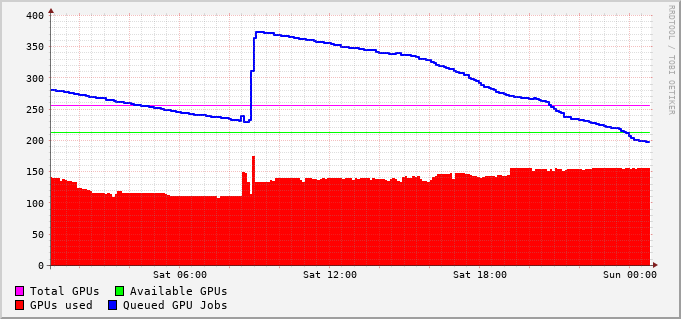 400
350
300
250
200
150
100
50
0
Sat 06:00 Sat 12:00 Sat 18:00 Sun 00:00
Total GPUs Available GPUs
GPUs used Queued GPU Jobs
RRDTOOL / TOBI OETIKER